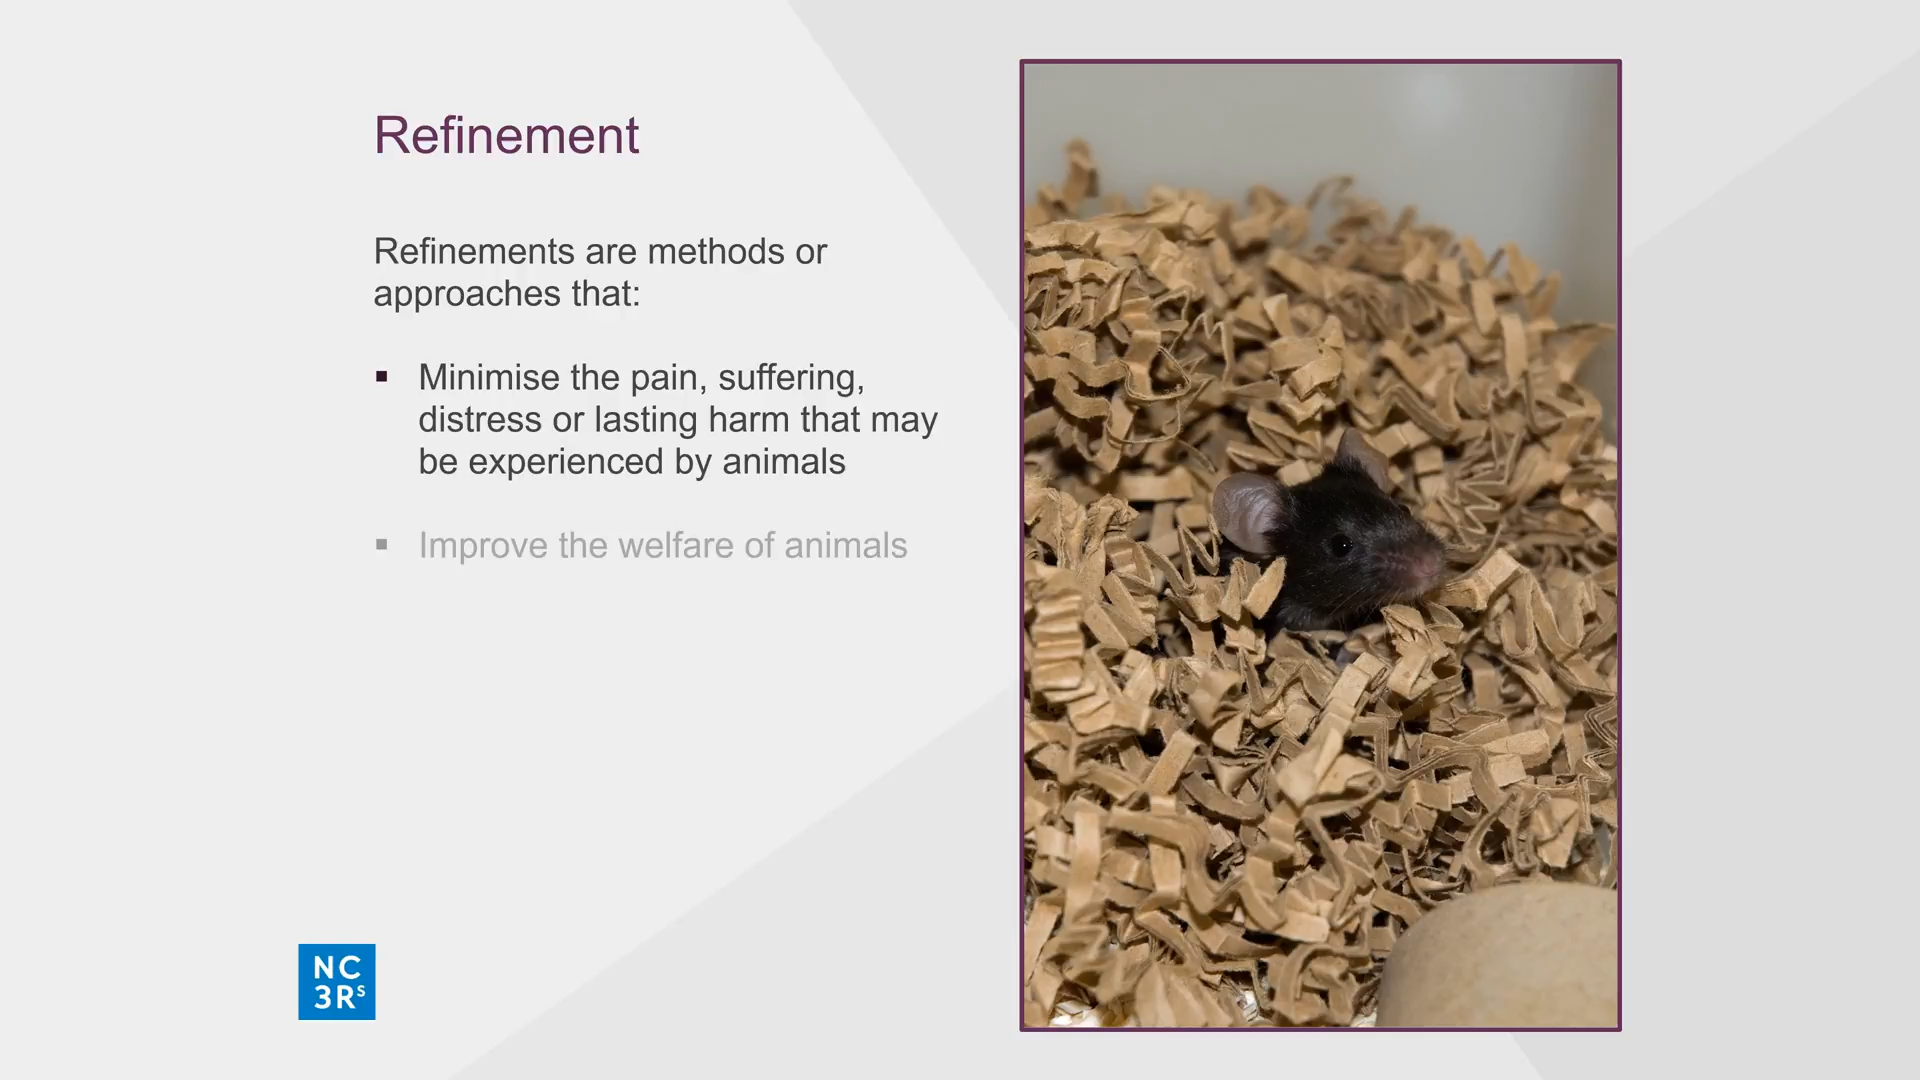 Refinement
Refinements are methods or
approaches that:
▪ Minimise the pain, suffering,
distress or lasting harm that may
be experienced by animals
▪ Improve the welfare of animals
NC
3Rs